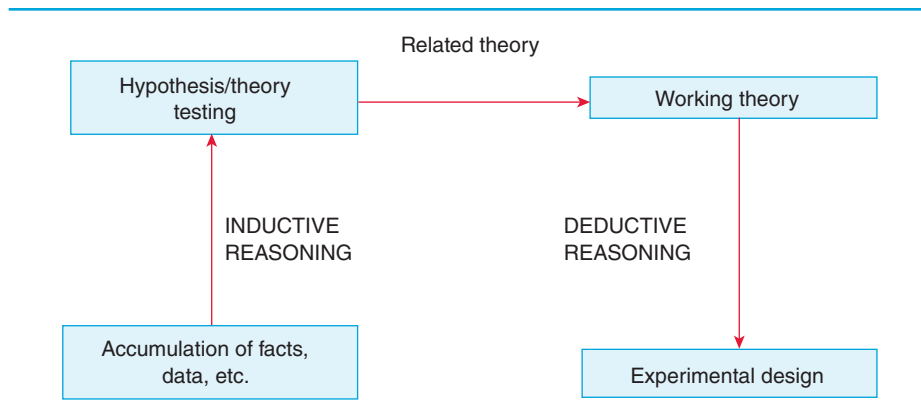 Related theory
Hypothesis/theory
testing
Working theory
INDUCTIVE
REASONING
DEDUCTIVE
REASONING
Accumulation of facts,
data, etc.
Experimental design